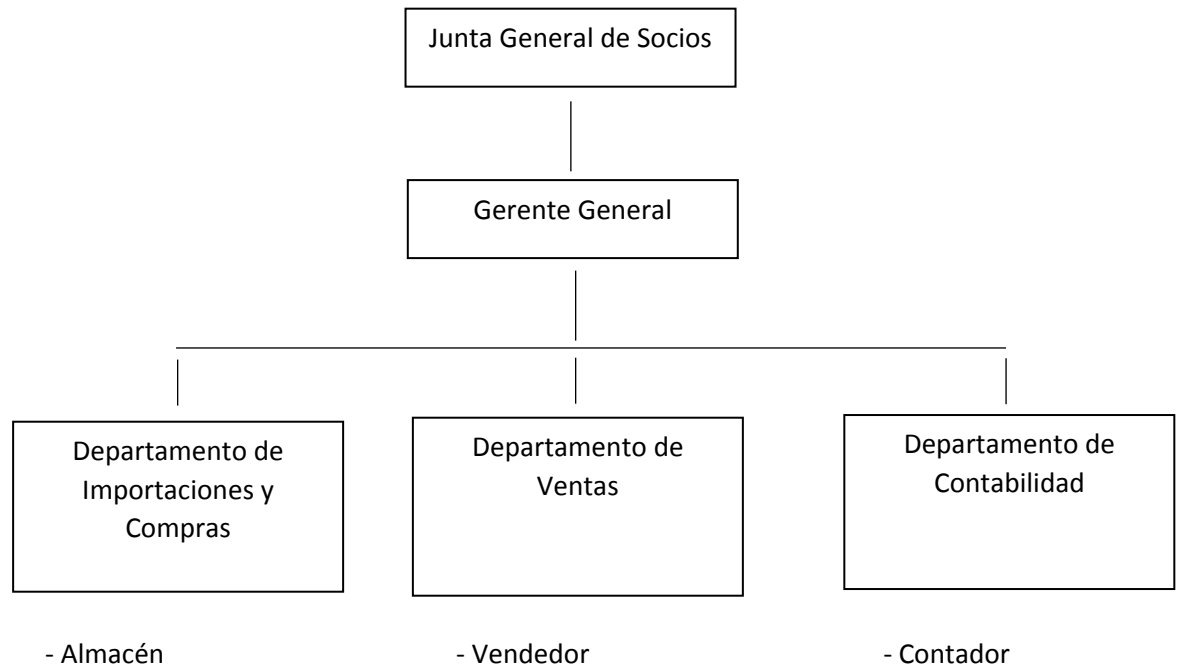 Junta General de Socios
Gerente General
Departamento de
Importaciones y
Compras
Departamento de
Ventas
Departamento de
Contabilidad
- Almacén
- Vendedor
- Contador